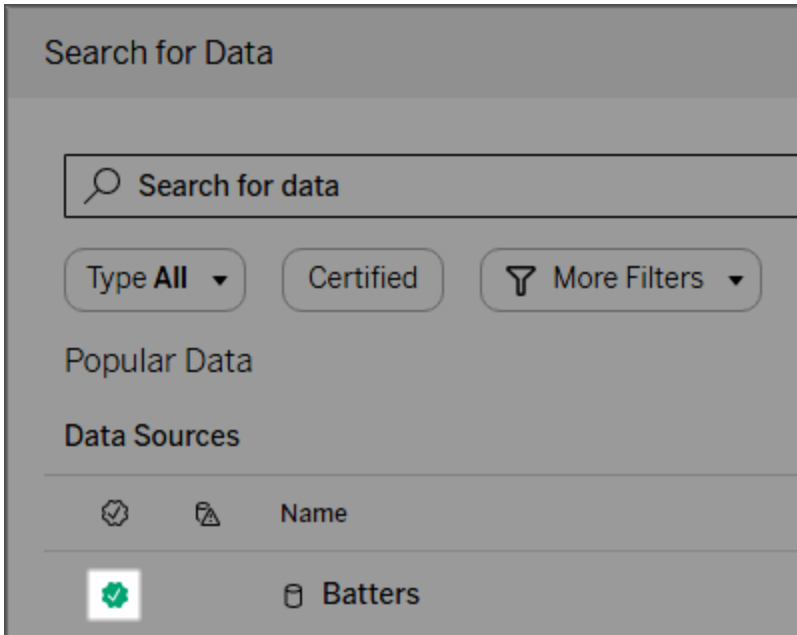 Search for Data
Search for data
Type All Certified More Filters
Popular Data
Data Sources
Name
Batters